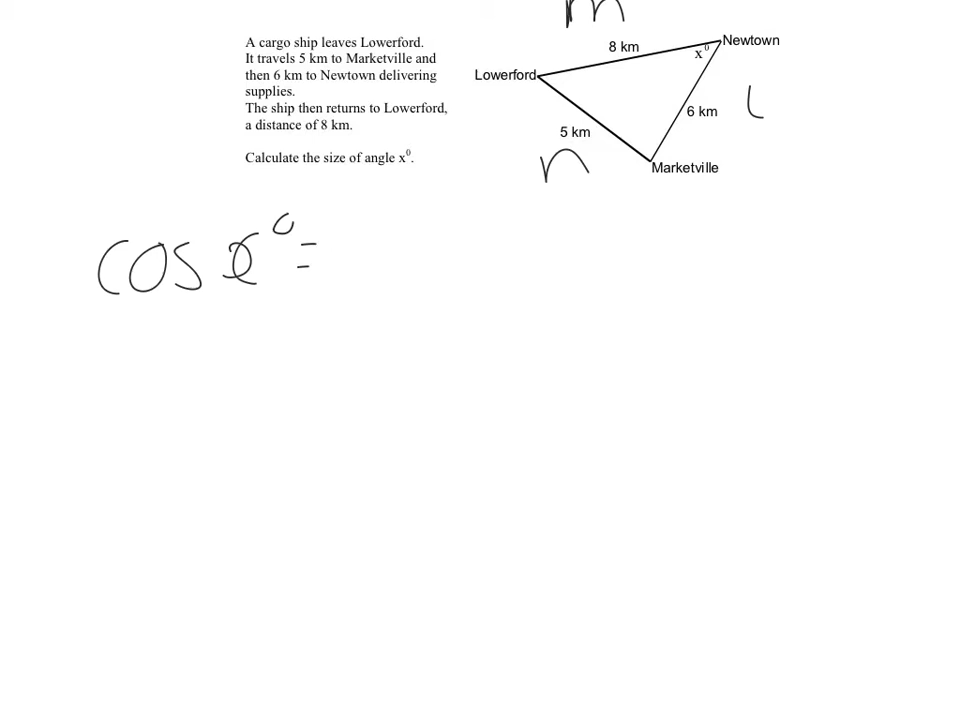 m
A cargo ship leaves Lowerford.
It travels 5 km to Marketville and
then 6 km to Newtown delivering
supplies.
The ship then returns to Lowerford,
a distance of 8 km.
Calculate the size of angle x⁰.
8 km
Newtown
x⁰
Lowerford
6 km
l
5 km
n
Marketville
cos x⁰ =